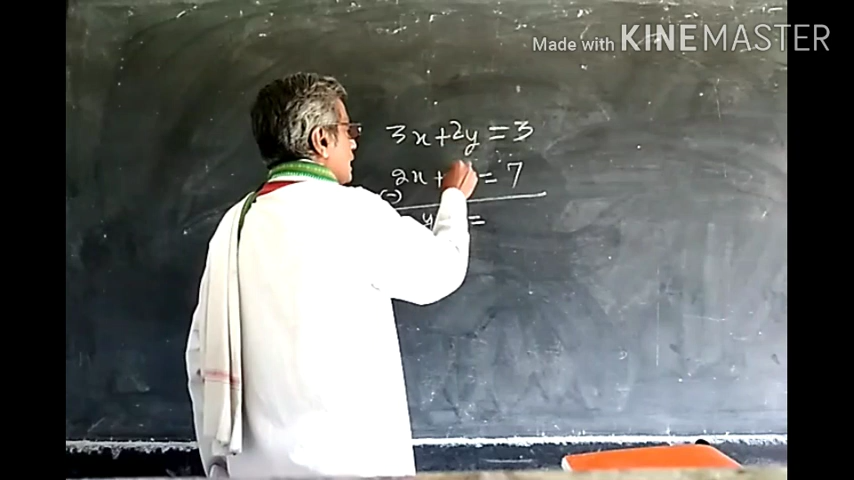 Made with KINEMASTER
3x+2y=3
2x+ =7
(-)
y =